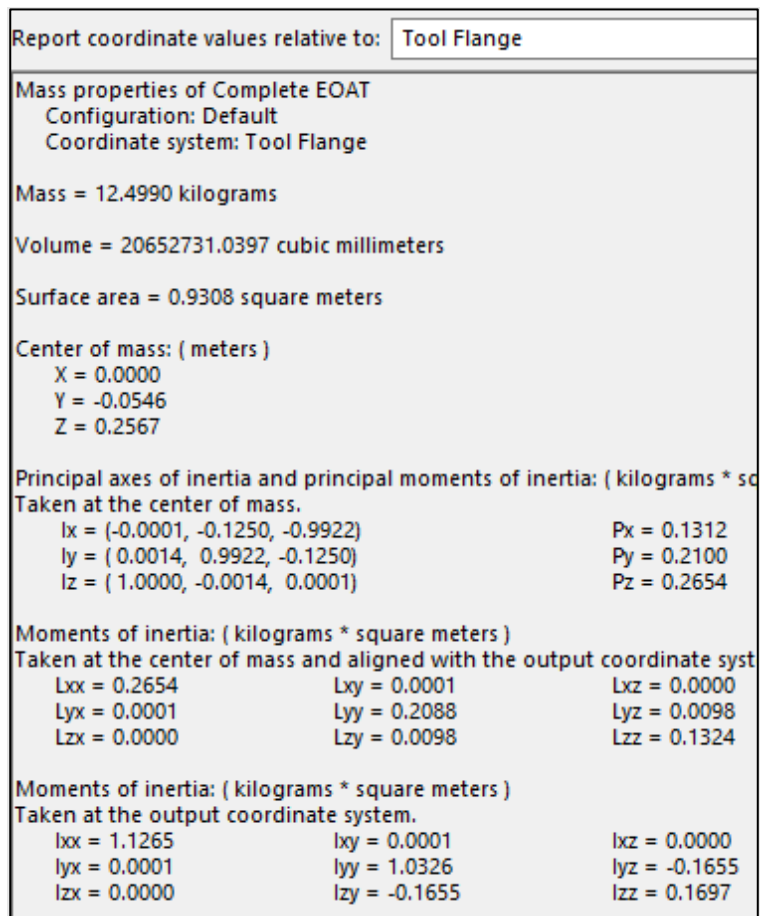 Report coordinate values relative to: Tool Flange
Mass properties of Complete EOAT
Configuration: Default
Coordinate system: Tool Flange
Mass = 12.4990 kilograms
Volume = 20652731.0397 cubic millimeters
Surface area = 0.9308 square meters
Center of mass: ( meters )
X = 0.0000
Y = -0.0546
Z = 0.2567
Principal axes of inertia and principal moments of inertia: ( kilograms * sq
Taken at the center of mass.
Ix = (-0.0001, -0.1250, -0.9922) Px = 0.1312
Iy = ( 0.0014, 0.9922, -0.1250) Py = 0.2100
Iz = ( 1.0000, -0.0014, 0.0001) Pz = 0.2654
Moments of inertia: ( kilograms * square meters )
Taken at the center of mass and aligned with the output coordinate syst
Lxx = 0.2654 Lxy = 0.0001 Lxz = 0.0000
Lyx = 0.0001 Lyy = 0.2088 Lyz = 0.0098
Lzx = 0.0000 Lzy = 0.0098 Lzz = 0.1324
Moments of inertia: ( kilograms * square meters )
Taken at the output coordinate system.
Ixx = 1.1265 Ixy = 0.0001 Ixz = 0.0000
Iyx = 0.0001 Iyy = 1.0326 Iyz = -0.1655
Izx = 0.0000 Izy = -0.1655 Izz = 0.1697